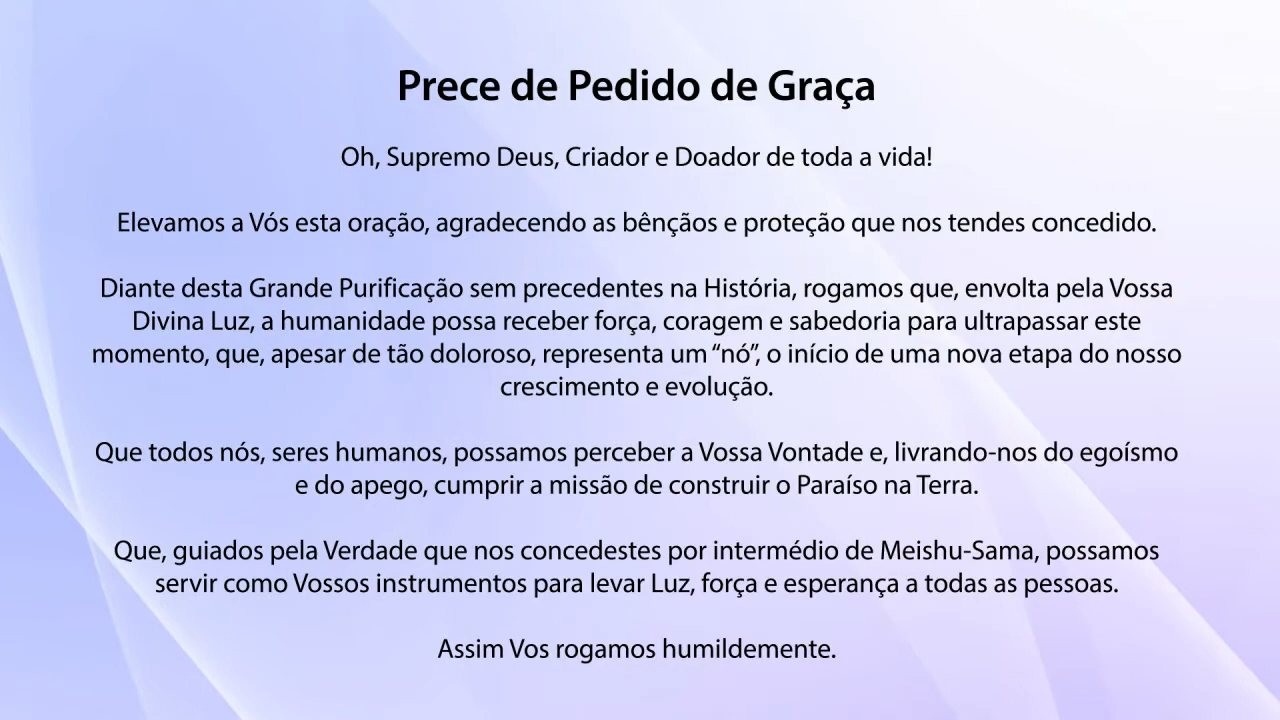 Prece de Pedido de Graça
Oh, Supremo Deus, Criador e Doador de toda a vida!
Elevamos a Vós esta oração, agradecendo as bênçãos e proteção que nos tendes concedido.
Diante desta Grande Purificação sem precedentes na História, rogamos que, envolta pela Vossa
Divina Luz, a humanidade possa receber força, coragem e sabedoria para ultrapassar este
momento, que, apesar de tão doloroso, representa um “nó”, o início de uma nova etapa do nosso
crescimento e evolução.
Que todos nós, seres humanos, possamos perceber a Vossa Vontade e, livrando-nos do egoísmo
e do apego, cumprir a missão de construir o Paraíso na Terra.
Que, guiados pela Verdade que nos concedestes por intermédio de Meishu-Sama, possamos
servir como Vossos instrumentos para levar Luz, força e esperança a todas as pessoas.
Assim Vos rogamos humildemente.